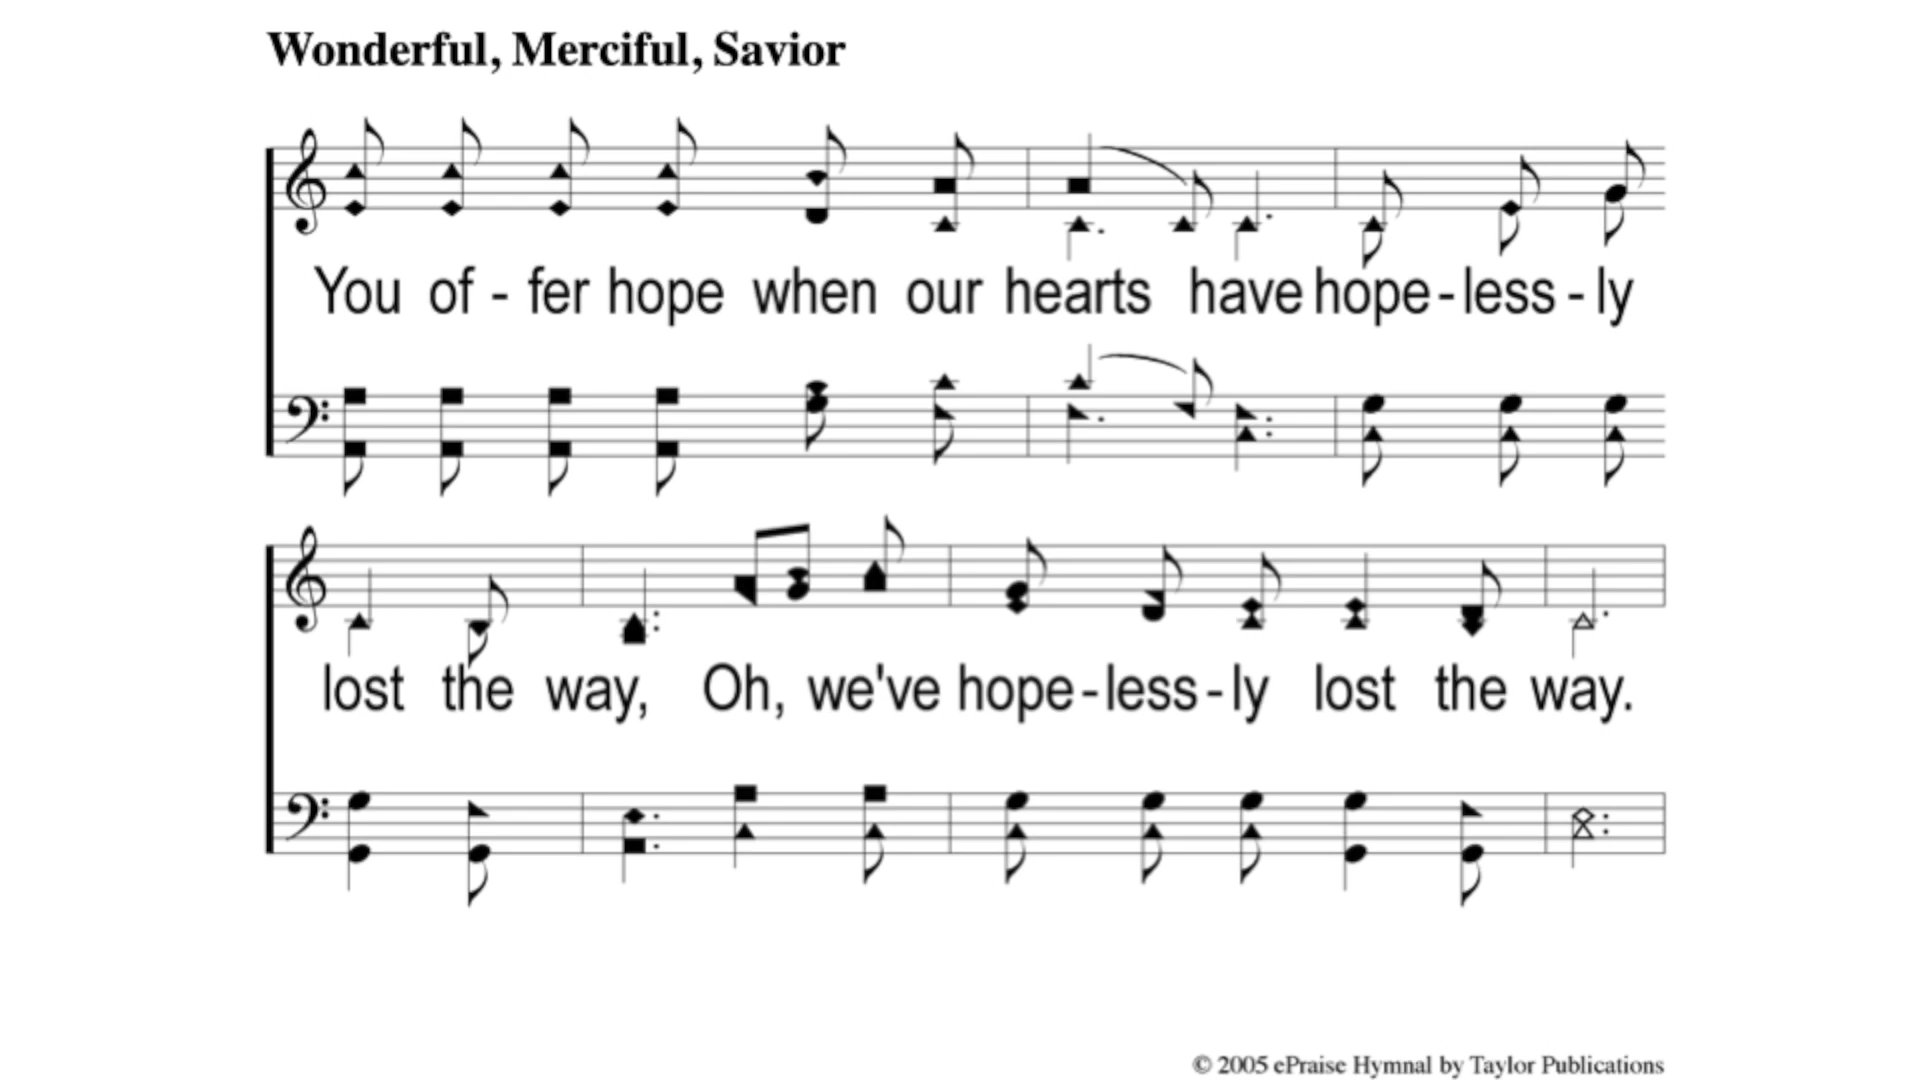 Wonderful, Merciful, Savior
You of - fer hope when our hearts have hope - less - ly
lost the way, Oh, we've hope - less - ly lost the way.
© 2005 ePraise Hymnal by Taylor Publications